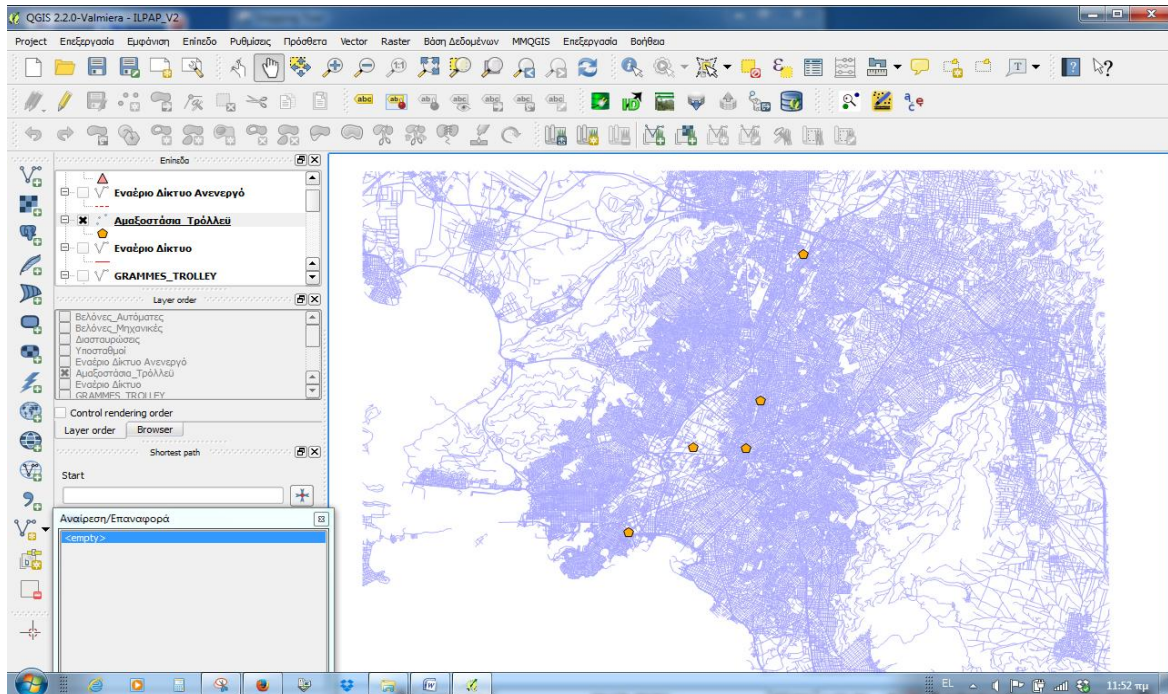 QGIS 2.2.0-Valmiera - ILPAP_V2
Project Επεξεργασία Εμφάνιση Επίπεδο Ρυθμίσεις Πρόσθετα Vector Raster Βάση Δεδομένων MMQGIS Επεξεργασία Βοήθεια
Επίπεδα
Εναέριο Δίκτυο Ανενεργό
Αμαξοστάσια_Τρόλλεϋ
Εναέριο Δίκτυο
GRAMMES_TROLLEY
Layer order
Βελόνες_Αυτόματες
Βελόνες_Μηχανικές
Διασταυρώσεις
Υποσταθμοί
Εναέριο Δίκτυο Ανενεργό
Αμαξοστάσια_Τρόλλεϋ
Εναέριο Δίκτυο
GRAMMES_TROLLEY
Control rendering order
Layer order Browser
Shortest path
Start
Αναίρεση/Επαναφορά
<empty>
EL 11:52 πμ